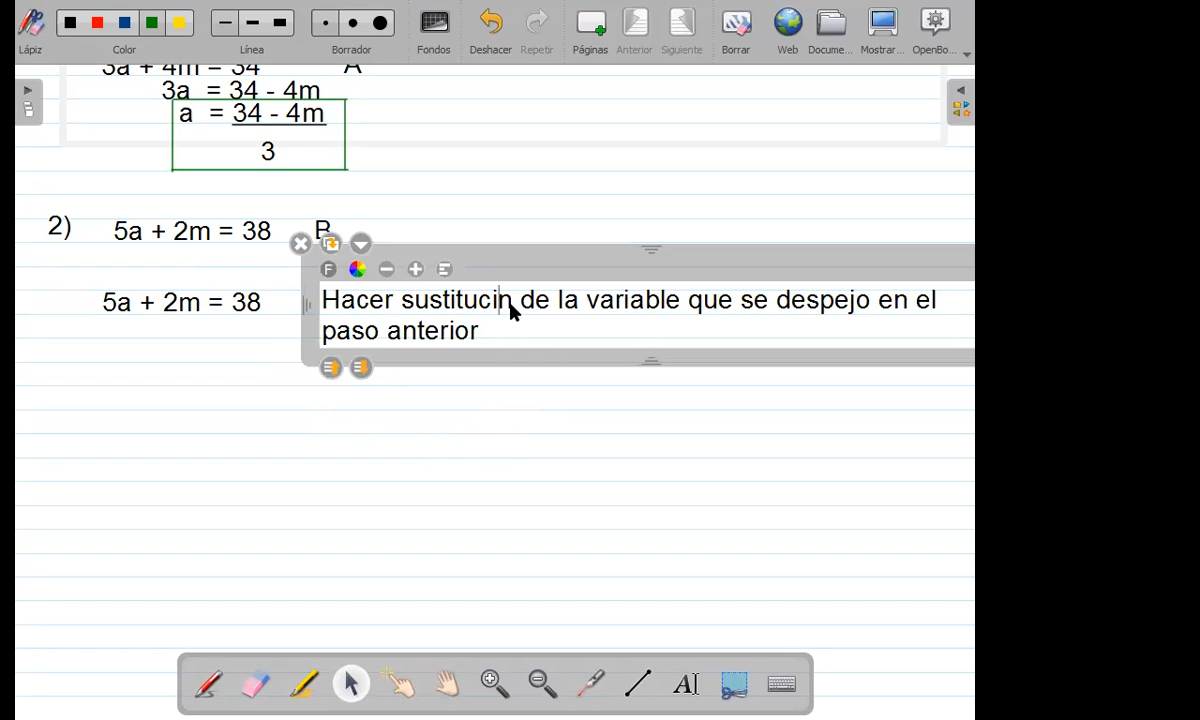 Lápiz
Color
Línea
Borrador
Fondos
Deshacer
Repetir
Páginas
Anterior
Siguiente
Borrar
Web
Docume...
Mostrar...
OpenBo...
3a + 4m = 34 A
3a = 34 - 4m
a = 34 - 4m
3
2) 5a + 2m = 38 B
F
5a + 2m = 38
Hacer sustitucin de la variable que se despejo en el
paso anterior
A